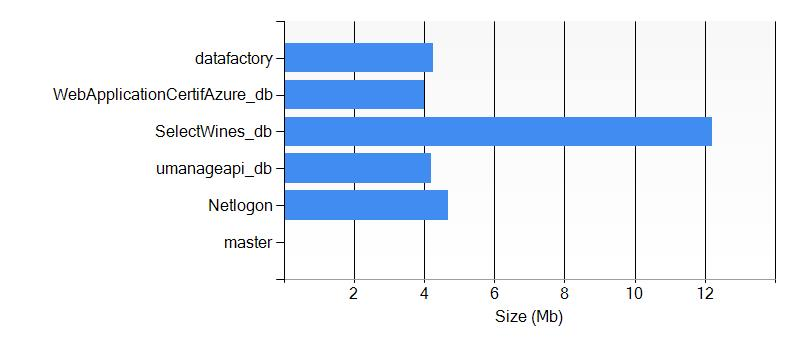 datafactory
WebApplicationCertifAzure_db
SelectWines_db
umanageapi_db
Netlogon
master
2 4 6 8 10 12
Size (Mb)